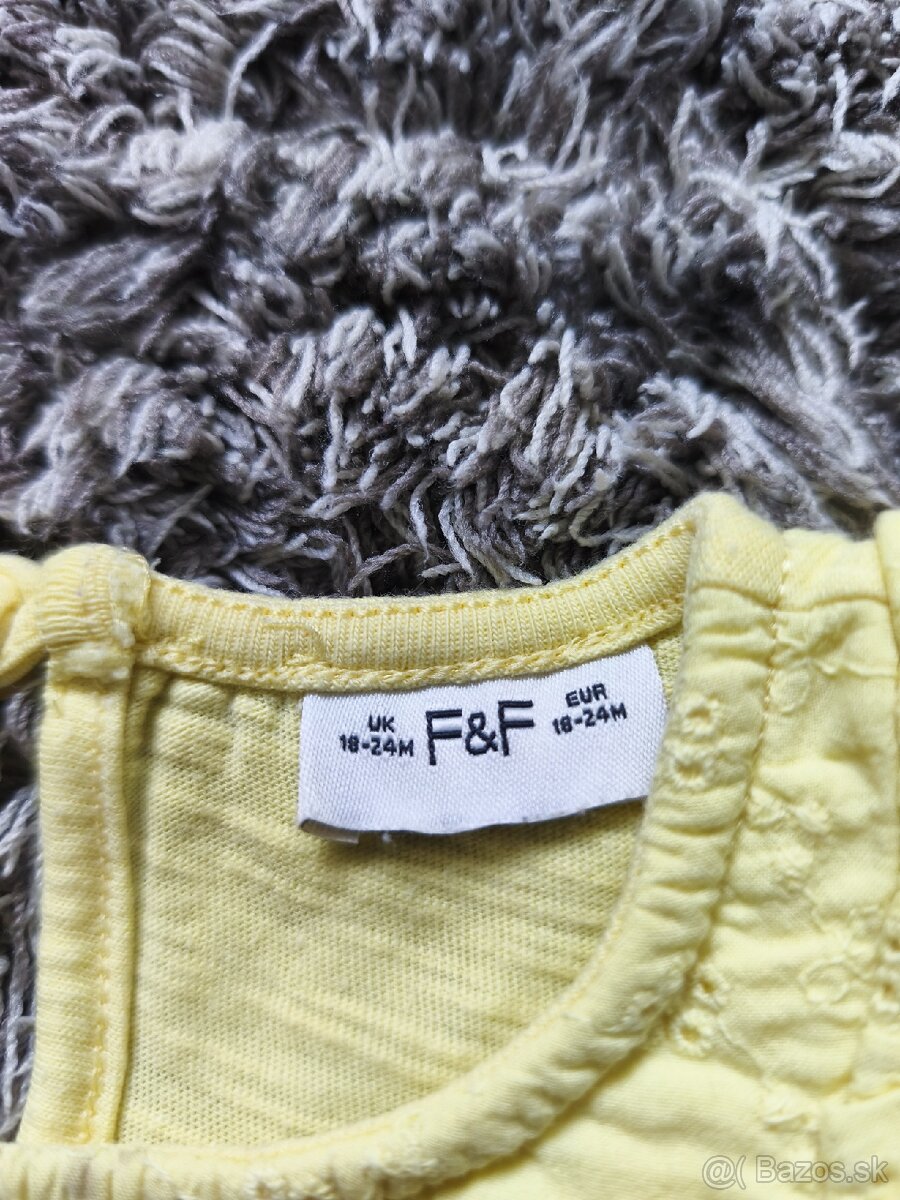 UK
18-24M
F&F
EUR
18-24M
@( Bazos.sk